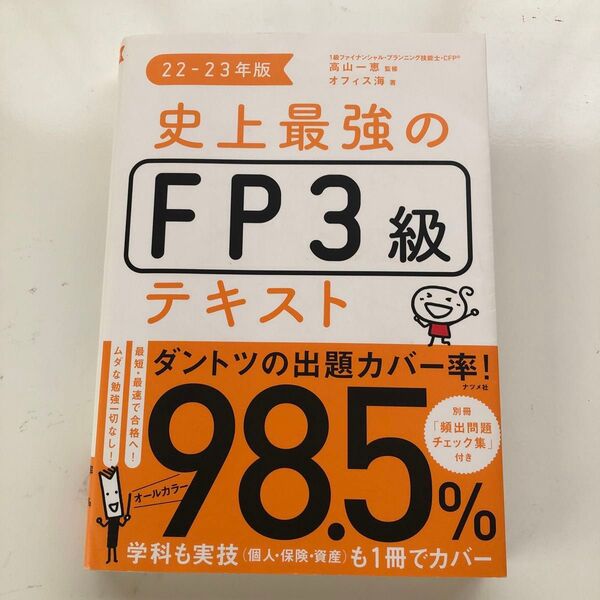 22-23年版
1級ファイナンシャル・プランニング技能士・CFP®
高山一恵 監修
オフィス海 著
史上最強の
FP3級
テキスト
ダントツの出題カバー率!
ナツメ社
最短・最速で合格へ!
ムダな勉強一切なし!
別冊
「頻出問題
チェック集」
付き
オールカラー
98.5%
学科も実技(個人・保険・資産)も1冊でカバー